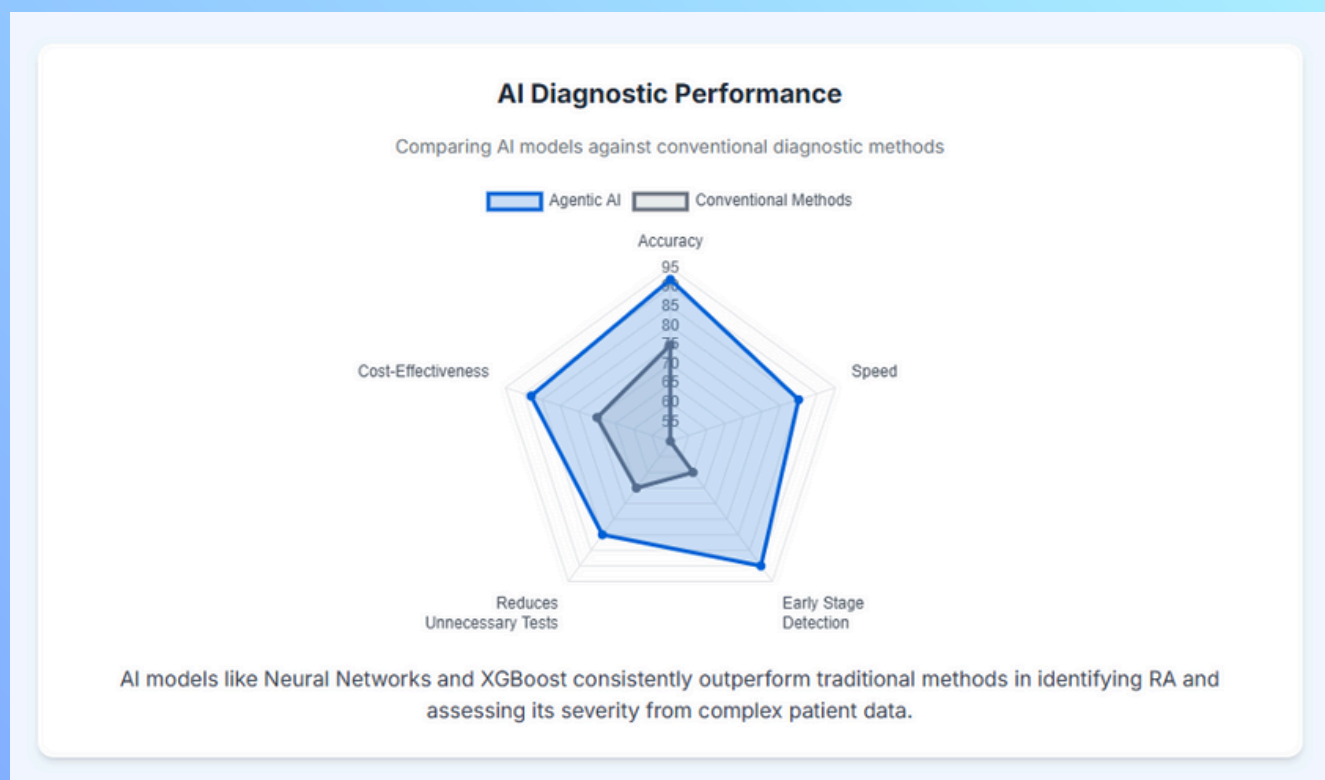 AI Diagnostic Performance
Comparing AI models against conventional diagnostic methods
Agentic AI
Conventional Methods
Accuracy
95
90
85
80
75
70
65
60
55
Cost-Effectiveness
Speed
Reduces
Unnecessary Tests
Early Stage
Detection
AI models like Neural Networks and XGBoost consistently outperform traditional methods in identifying RA and
assessing its severity from complex patient data.